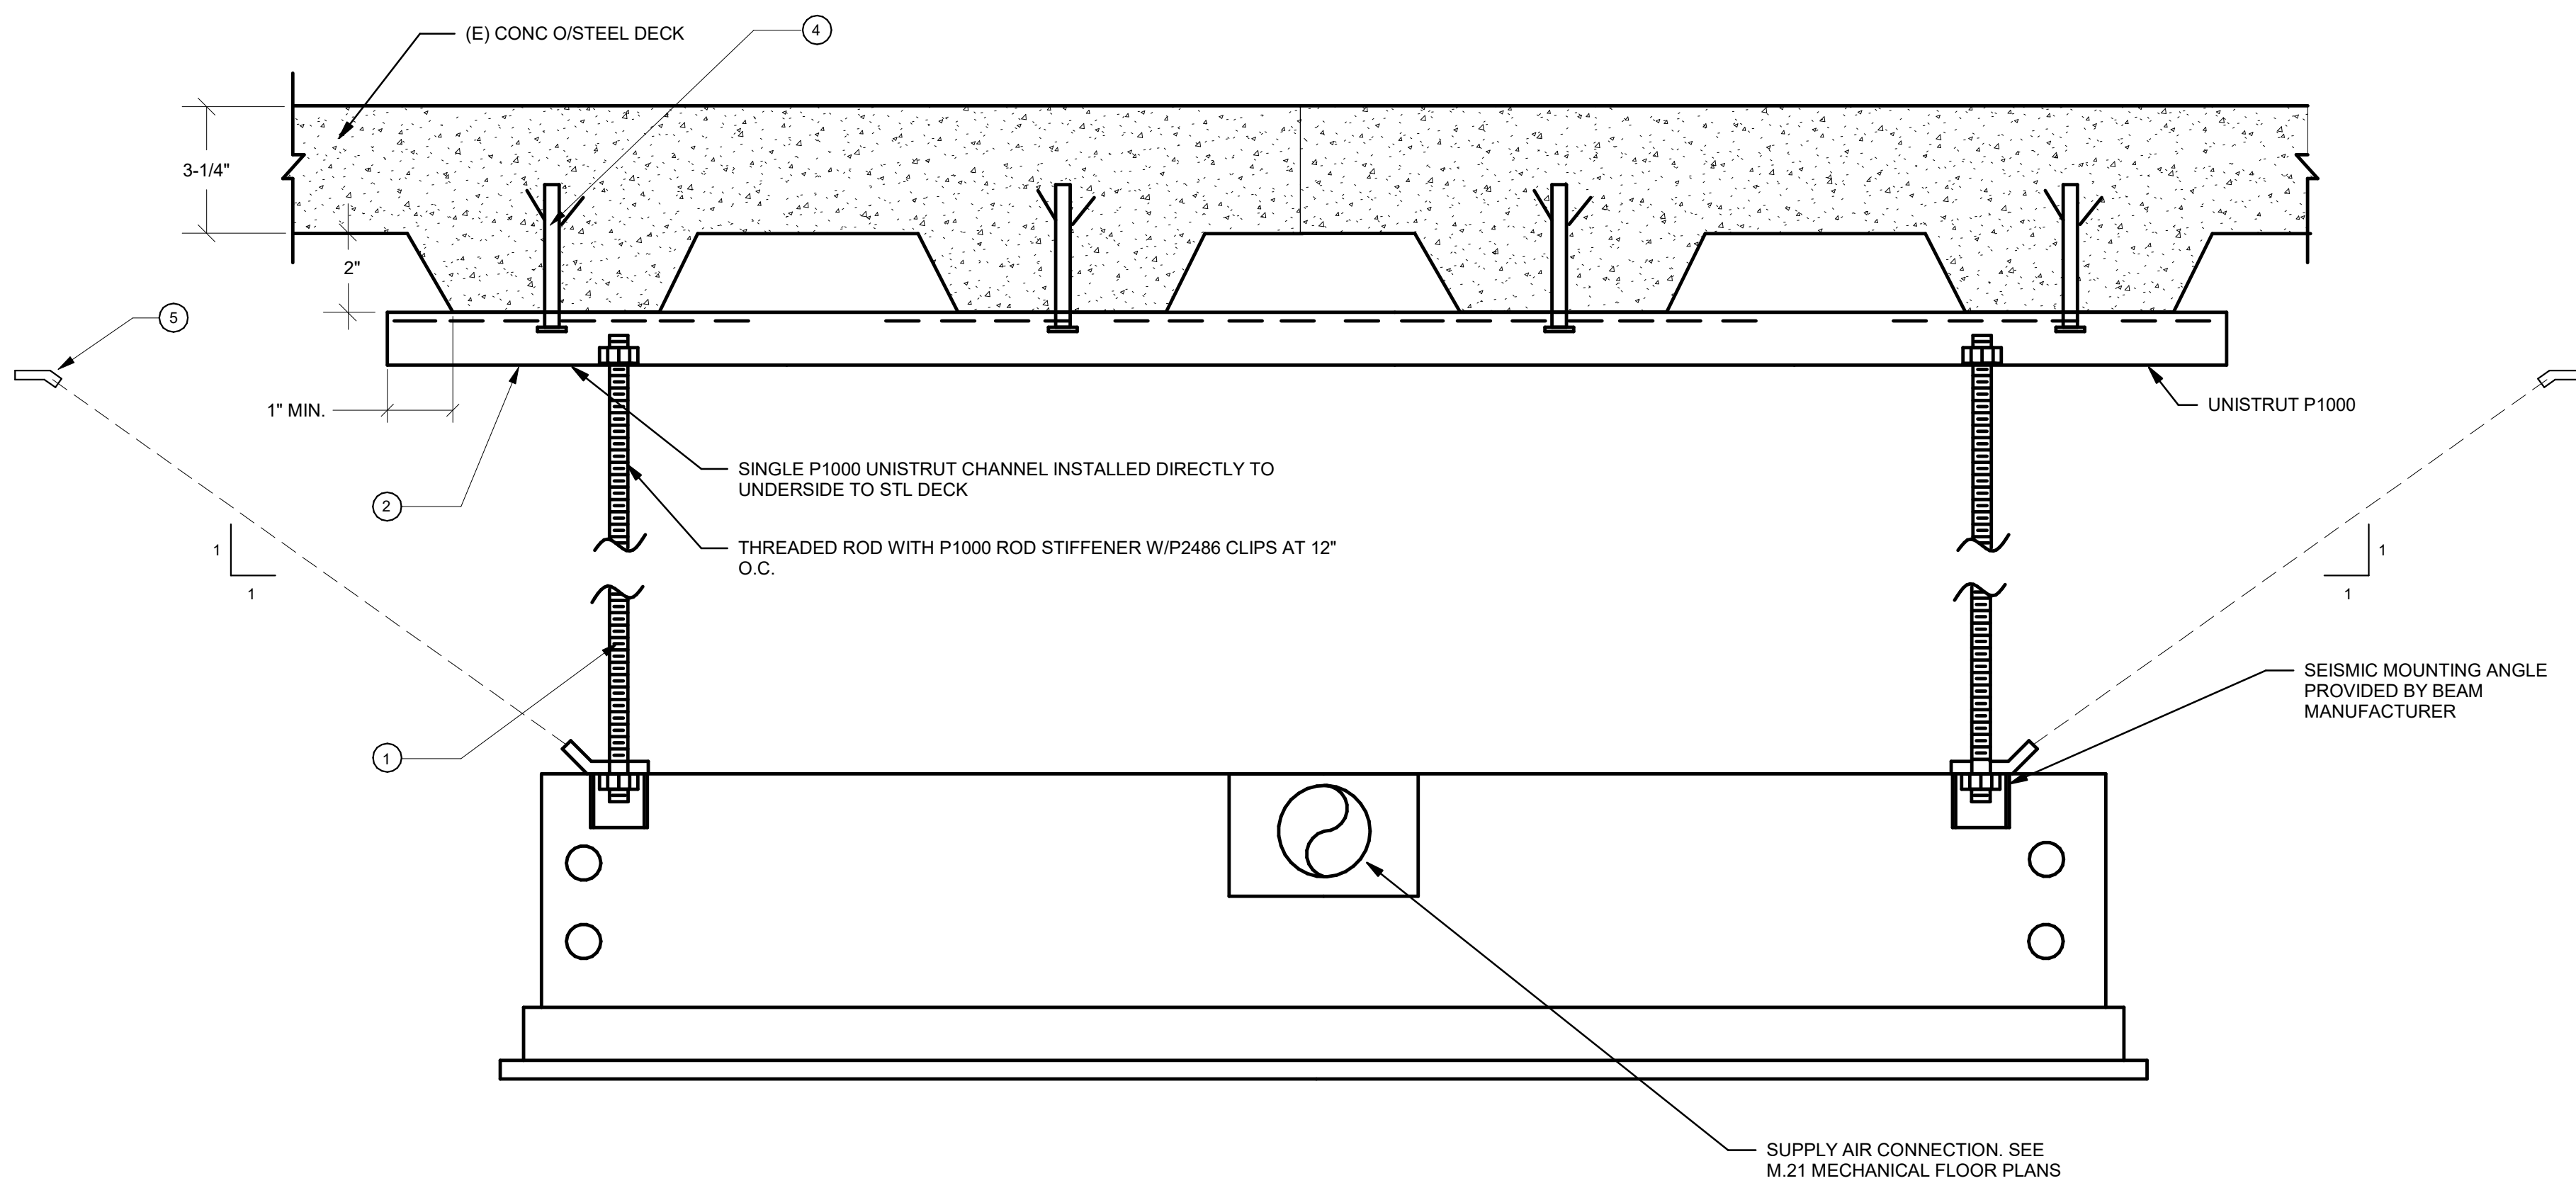 (E) CONC O/STEEL DECK
4
3-1/4"
2"
5
1" MIN.
UNISTRUT P1000
SINGLE P1000 UNISTRUT CHANNEL INSTALLED DIRECTLY TO
UNDERSIDE TO STL DECK
2
THREADED ROD WITH P1000 ROD STIFFENER W/P2486 CLIPS AT 12"
O.C.
1
1
1
1
SEISMIC MOUNTING ANGLE
PROVIDED BY BEAM
MANUFACTURER
1
SUPPLY AIR CONNECTION. SEE
M.21 MECHANICAL FLOOR PLANS